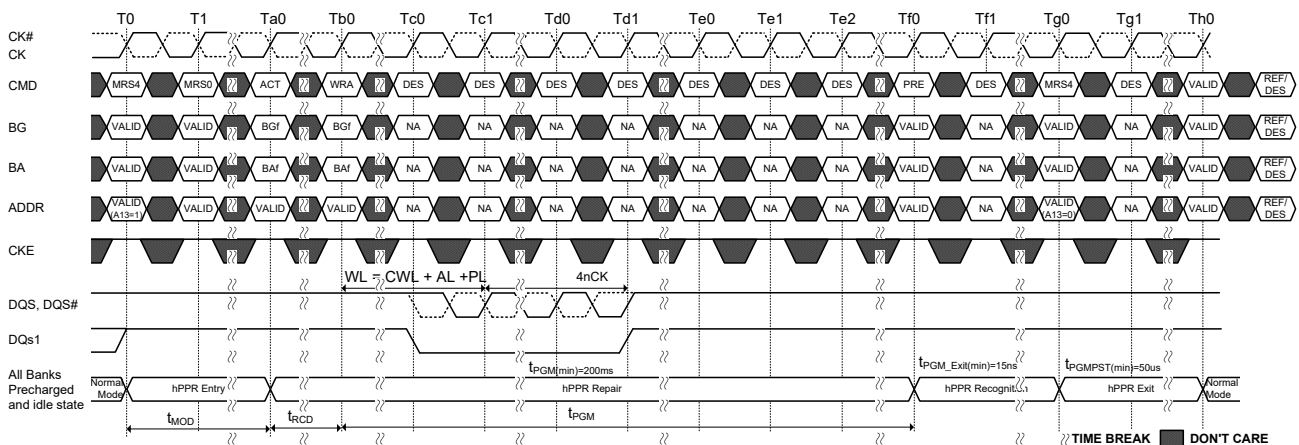 T0 T1 Ta0 Tb0 Tc0 Tc1 Td0 Td1 Te0 Te1 Te2 Tf0 Tf1 Tg0 Tg1 Th0
CK#
CK
CMD MRS4 MRS0 ACT WRA DES DES DES DES DES DES DES PRE DES MRS4 DES VALID REF/DES
BG VALID VALID BGf BGf NA NA NA NA NA NA NA VALID NA VALID NA VALID REF/DES
BA VALID VALID BAf BAf NA NA NA NA NA NA NA VALID NA VALID NA VALID REF/DES
ADDR VALID (A13=1) VALID VALID VALID NA NA NA NA NA NA NA VALID NA VALID (A13=0) NA VALID REF/DES
CKE
WL = CWL + AL +PL 4nCK
DQS, DQS#
DQs1
tPGM(min)=200ms tPGM_Exit(min)=15ns tPGMPST(min)=50us
All Banks
Precharged
and idle state
Normal Mode hPPR Entry hPPR Repair hPPR Recognition hPPR Exit Normal Mode
tMOD tRCD tPGM
TIME BREAK DON'T CARE